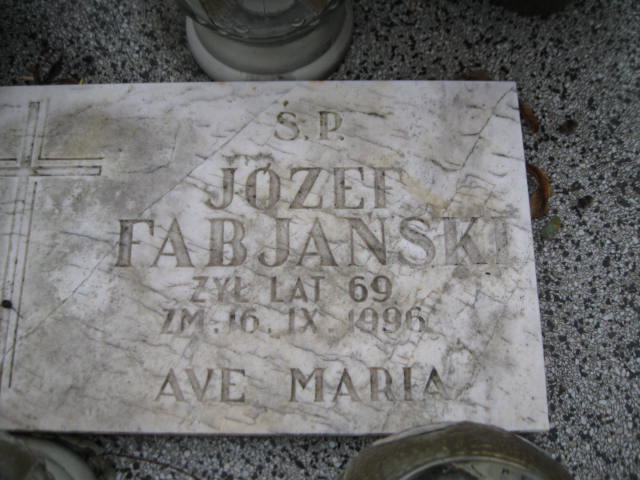 Ś.P.
JÓZEF
FABJAŃSKI
ŻYŁ LAT 69
ZM. 16. IX. 1996
AVE MARIA